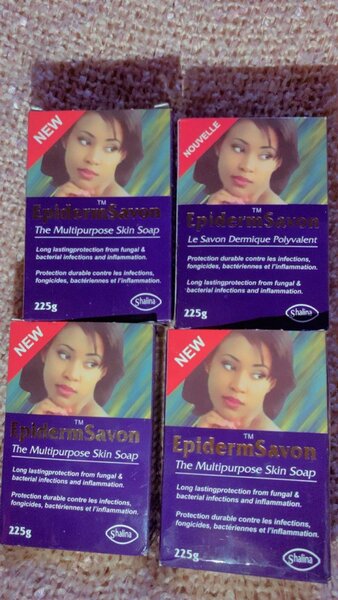 NEW
EpidermSavon
TM
The Multipurpose Skin Soap
Long lastingprotection from fungal &
bacterial infections and inflammation.
Protection durable contre les infections,
fongicides, bactériennes et l'inflammation.
225g
Shalina
NOUVELLE
TM
EpidermSavon
Le Savon Dermique Polyvalent
Protection durable contre les infections,
fongicides, bactériennes et l'inflammation.
Long lastingprotection from fungal &
bacterial infections and inflammation.
225g
Shalina
NEW
TM
EpidermSavon
The Multipurpose Skin Soap
Long lastingprotection from fungal &
bacterial infections and inflammation.
Protection durable contre les infections,
fongicides, bactériennes et l'inflammation.
225g
Shalina
NEW
TM
EpidermSavon
The Multipurpose Skin Soap
Long lastingprotection from fungal &
bacterial infections and inflammation.
Protection durable contre les infections,
fongicides, bactériennes et l'inflammation.
225g
Shalina